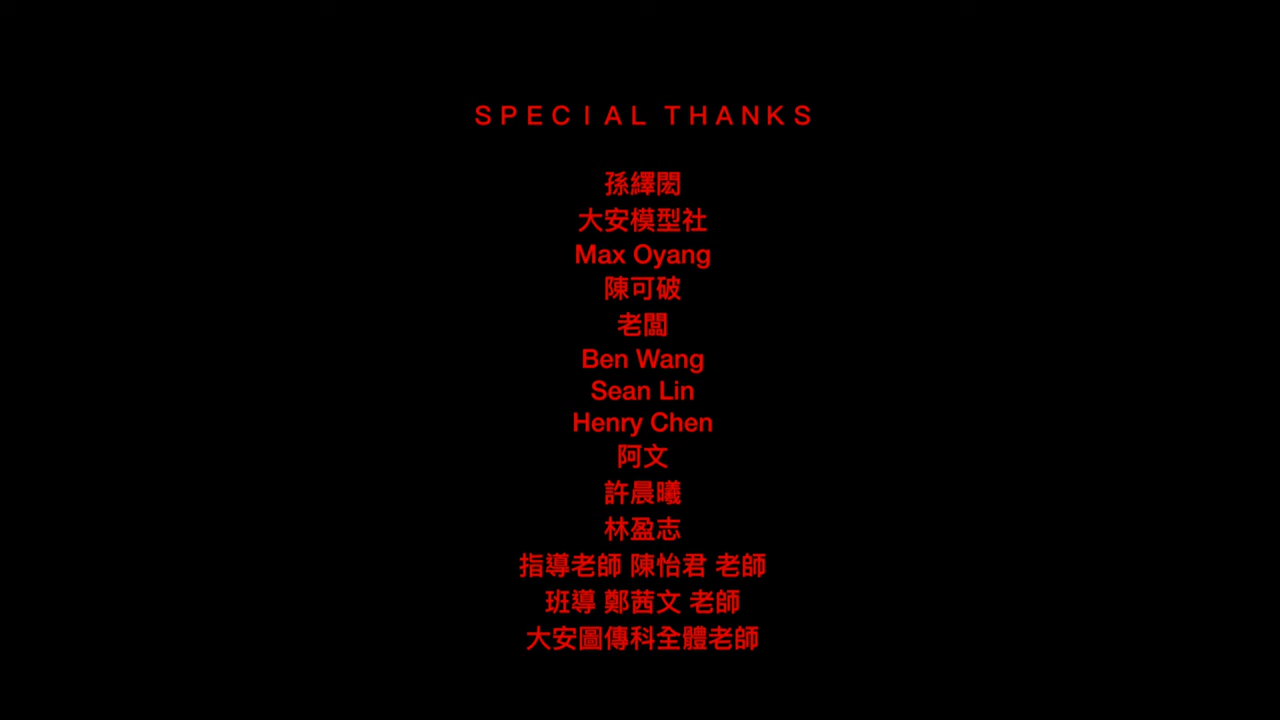 SPECIAL THANKS
孫繹閎
大安模型社
Max Oyang
陳可破
老闆
Ben Wang
Sean Lin
Henry Chen
阿文
許晨曦
林盈志
指導老師 陳怡君 老師
班導 鄭茜文 老師
大安圖傳科全體老師